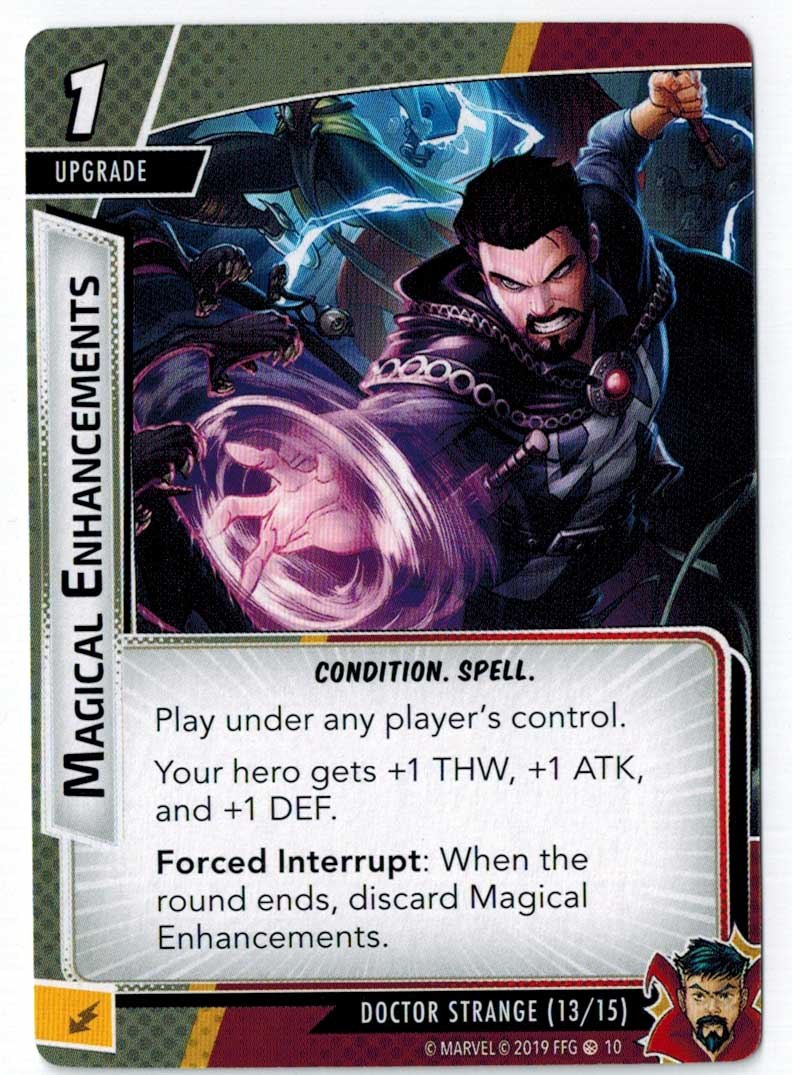 1
UPGRADE
MAGICAL ENHANCEMENTS
CONDITION. SPELL.
Play under any player's control.
Your hero gets +1 THW, +1 ATK,
and +1 DEF.
Forced Interrupt: When the
round ends, discard Magical
Enhancements.
DOCTOR STRANGE (13/15)
© MARVEL © 2019 FFG 10